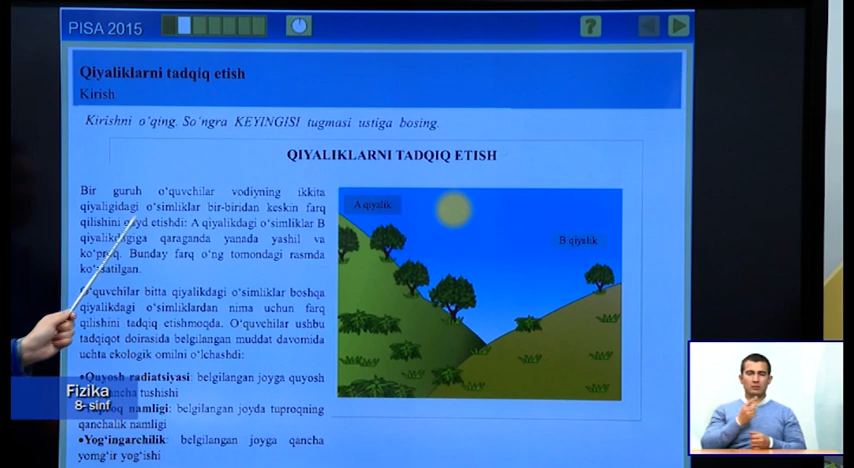 PISA 2015
?
Qiyaliklarni tadqiq etish
Kirish
Kirishni o‘qing. So‘ngra KEYINGISI tugmasi ustiga bosing.
QIYALIKLARNI TADQIQ ETISH
Bir guruh o‘quvchilar vodiyning ikkita
qiyaligidagi o‘simliklar bir-biridan keskin farq
qilishini qayd etishdi: A qiyalikdagi o‘simliklar B
qiyalikdagiga qaraganda yanada yashil va
ko‘proq. Bunday farq o‘ng tomondagi rasmda
ko‘rsatilgan.
O‘quvchilar bitta qiyalikdagi o‘simliklar boshqa
qiyalikdagi o‘simliklardan nima uchun farq
qilishini tadqiq etishmoqda. O‘quvchilar ushbu
tadqiqot doirasida belgilangan muddat davomida
uchta ekologik omilni o‘lchashdi:
•Quyosh radiatsiyasi: belgilangan joyga quyosh
tushishi
namligi: belgilangan joyda tuproqning
qanchalik namligi
•Yog‘ingarchilik: belgilangan joyga qancha
yomg‘ir yog‘ishi
A qiyalik
B qiyalik
Fizika
8- sinf